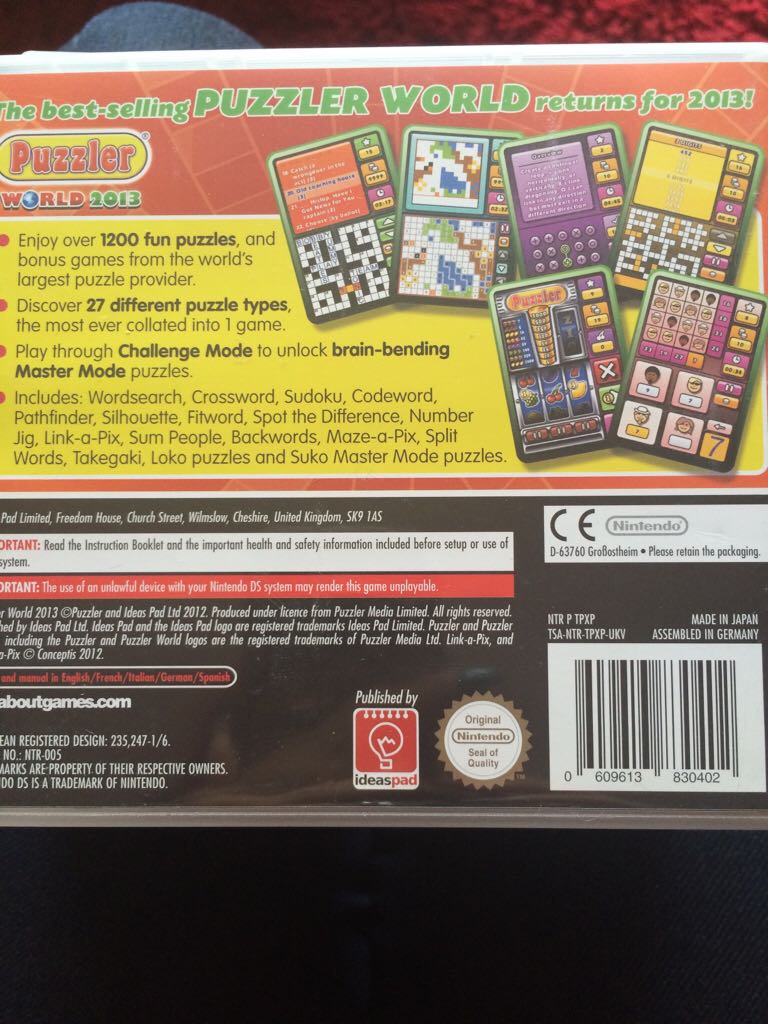 The best-selling PUZZLER WORLD returns for 2013!
Puzzler®
WORLD 2013
• Enjoy over 1200 fun puzzles, and
bonus games from the world's
largest puzzle provider.
• Discover 27 different puzzle types,
the most ever collated into 1 game.
• Play through Challenge Mode to unlock brain-bending
Master Mode puzzles.
• Includes: Wordsearch, Crossword, Sudoku, Codeword,
Pathfinder, Silhouette, Fitword, Spot the Difference, Number
Jig, Link-a-Pix, Sum People, Backwords, Maze-a-Pix, Split
Words, Takegaki, Loko puzzles and Suko Master Mode puzzles.
20. Old coaching house
Overview
Puzzler
Pad Limited, Freedom House, Church Street, Wilmslow, Cheshire, United Kingdom, SK9 1AS
ORTANT: Read the Instruction Booklet and the important health and safety information included before setup or use of
system.
ORTANT: The use of an unlawful device with your Nintendo DS system may render this game unplayable.
er World 2013 ©Puzzler and Ideas Pad Ltd 2012. Produced under licence from Puzzler Media Limited. All rights reserved.
hed by Ideas Pad Ltd. Ideas Pad and the Ideas Pad logo are registered trademarks Ideas Pad Limited. Puzzler and Puzzler
including the Puzzler and Puzzler World logos are the registered trademarks of Puzzler Media Ltd. Link-a-Pix, and
a-Pix © Conceptis 2012.
and manual in English/French/Italian/German/Spanish
aboutgames.com
EAN REGISTERED DESIGN: 235,247-1/6.
NO.: NTR-005
MARKS ARE PROPERTY OF THEIR RESPECTIVE OWNERS.
DO DS IS A TRADEMARK OF NINTENDO.
Published by
ideaspad
Original
Nintendo
Seal of
Quality
TM
CE Nintendo
D-63760 Großostheim • Please retain the packaging.
NTR P TPXP MADE IN JAPAN
TSA-NTR-TPXP-UKV ASSEMBLED IN GERMANY
0 609613 830402